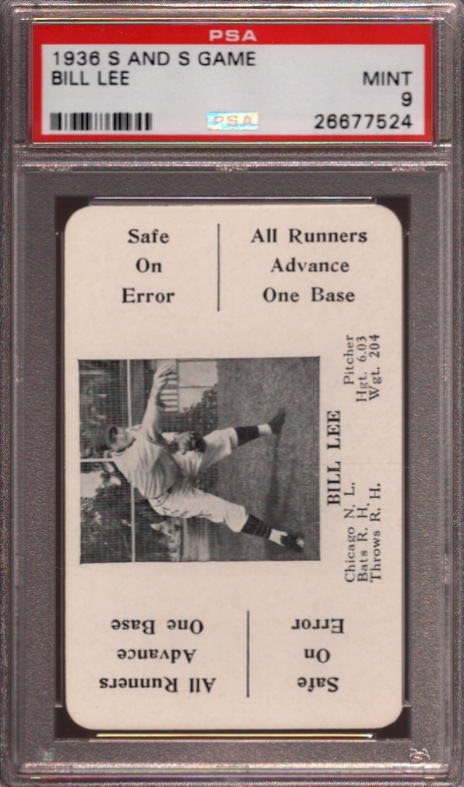 PSA
1936 S AND S GAME
BILL LEE MINT
9
PSA 26677524
Safe
On
Error
All Runners
Advance
One Base
BILL LEE
Chicago N. L.
Bats R. H.
Throws R. H.
Pitcher
Hgt. 6.03
Wgt. 204
Safe
On
Error
All Runners
Advance
One Base